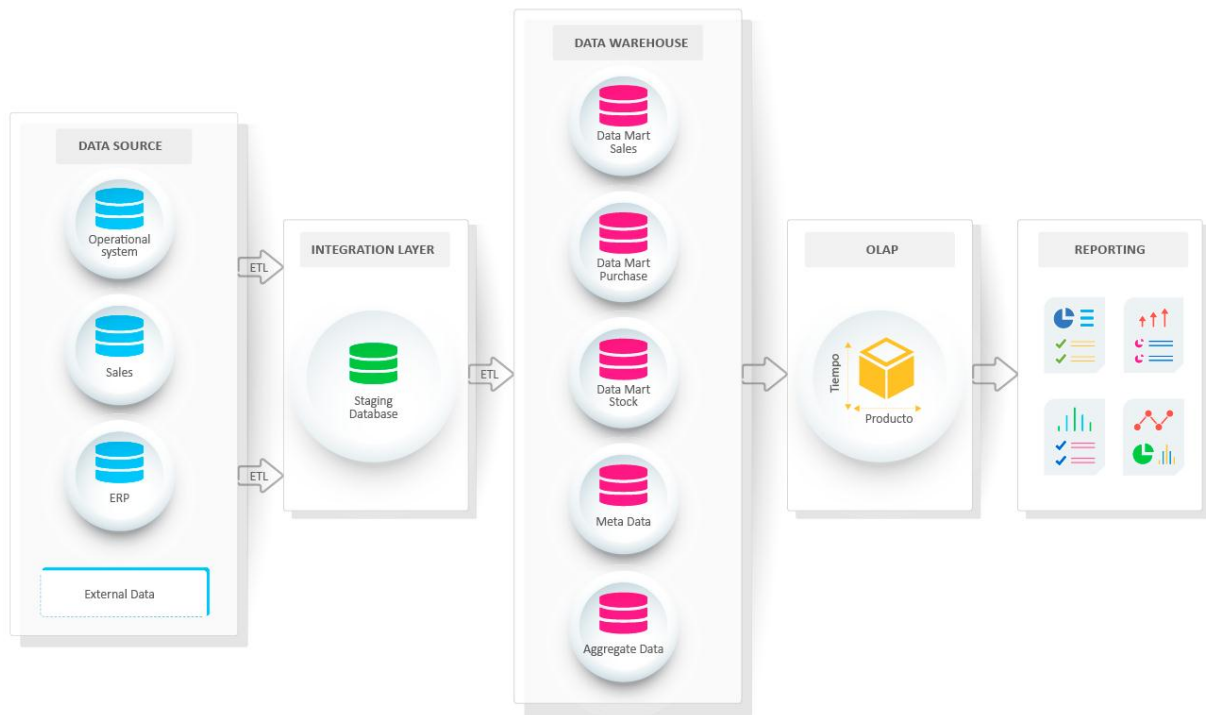 DATA SOURCE
Operational
system
Sales
ERP
External Data
ETL
ETL
INTEGRATION LAYER
Staging
Database
ETL
DATA WAREHOUSE
Data Mart
Sales
Data Mart
Purchase
Data Mart
Stock
Meta Data
Aggregate Data
OLAP
Tiempo
Producto
REPORTING